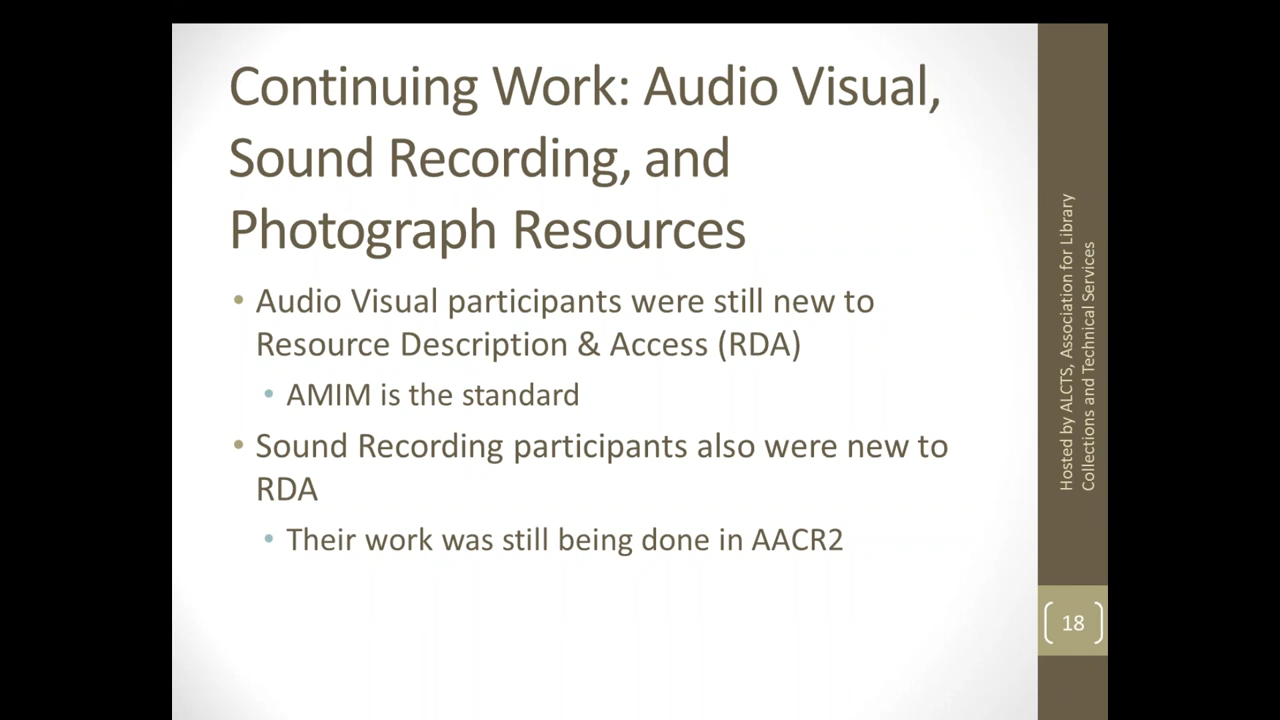 Continuing Work: Audio Visual,
Sound Recording, and
Photograph Resources
• Audio Visual participants were still new to
Resource Description & Access (RDA)
• AMIM is the standard
• Sound Recording participants also were new to
RDA
• Their work was still being done in AACR2
Hosted by ALCTS, Association for Library
Collections and Technical Services
18